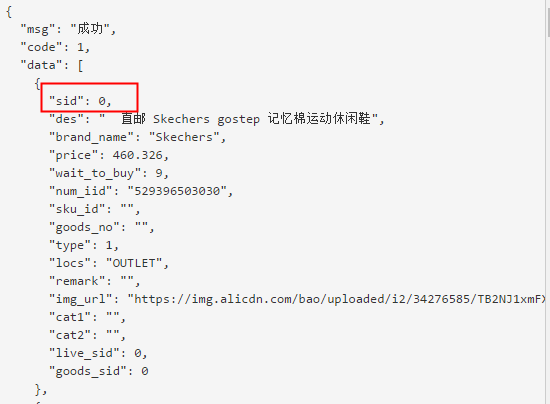 {
"msg": "成功",
"code": 1,
"data": [
{
"sid": 0,
"des": "  直邮 Skechers gostep 记忆棉运动休闲鞋",
"brand_name": "Skechers",
"price": 460.326,
"wait_to_buy": 9,
"num_iid": "529396503030",
"sku_id": "",
"goods_no": "",
"type": 1,
"locs": "OUTLET",
"remark": "",
"img_url": "https://img.alicdn.com/bao/uploaded/i2/34276585/TB2NJ1xmFX
"cat1": "",
"cat2": "",
"live_sid": 0,
"goods_sid": 0
},